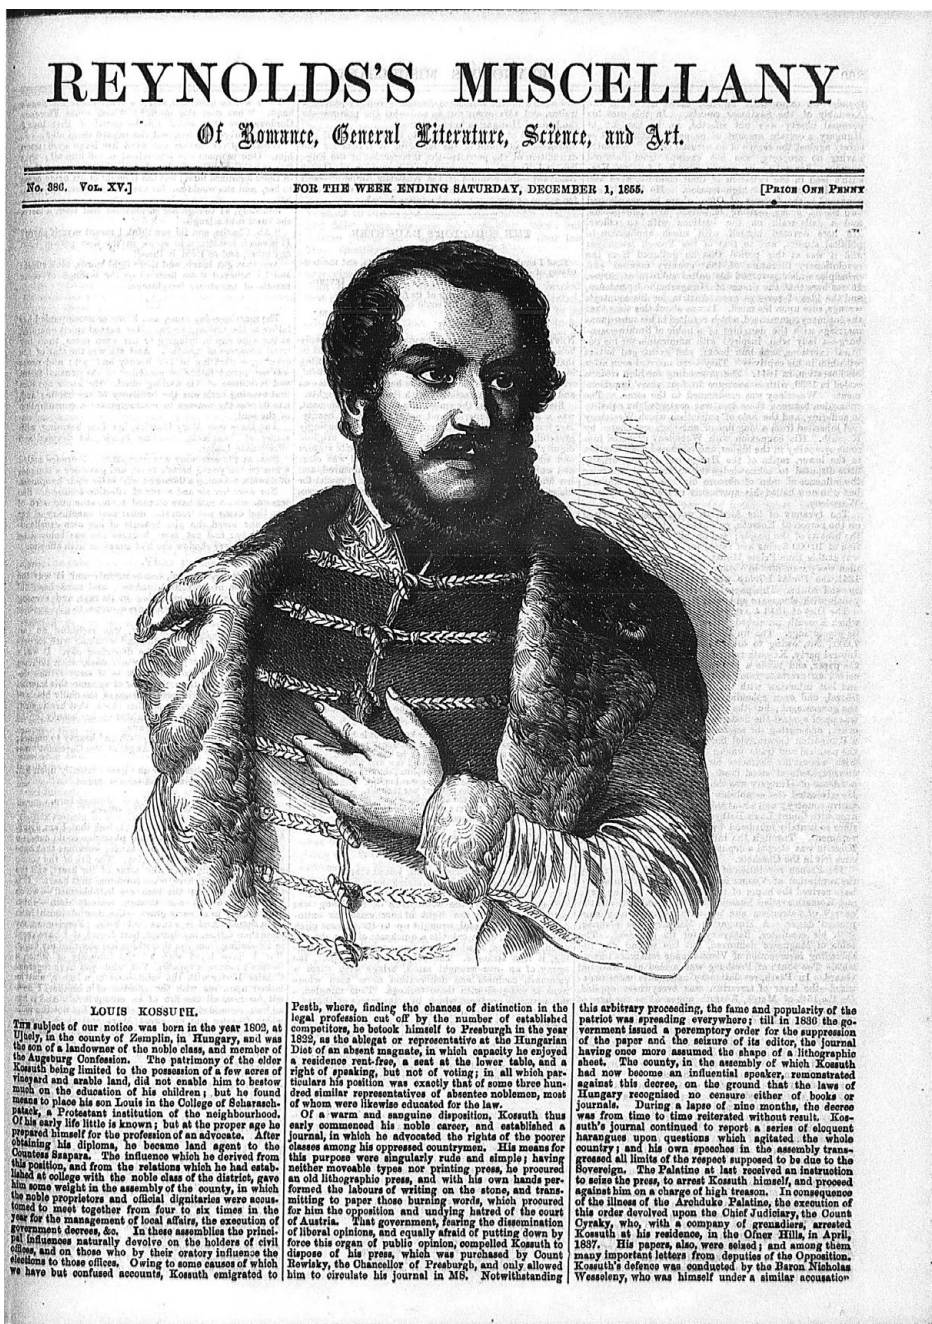 REYNOLDS'S MISCELLANY
Of Romance, General Literature, Science, and Art.
No. 386. VOL. XV.]
FOR THE WEEK ENDING SATURDAY, DECEMBER 1, 1855.
[PRICE ONE PENNY
LOUIS KOSSUTH.
THE subject of our notice was born in the year 1802, at
Ujhely, in the county of Zemplin, in Hungary, and was
the son of a landowner of the noble class, and member of
the Augsburg Confession. The patrimony of the elder
Kossuth being limited to the possession of a few acres of
vineyard and arable land, did not enable him to bestow
much on the education of his children; but he found
means to place his son Louis in the College of Scharasch-
patack, a Protestant institution of the neighbourhood.
Of his early life little is known; but at the proper age he
prepared himself for the profession of an advocate. After
obtaining his diploma, he became land agent to the
Countess Szapara. The influence which he derived from
this position, and from the relations which he had estab-
lished at college with the noble class of the district, gave
him some weight in the assembly of the county, in which
the noble proprietors and official dignitaries were accus-
tomed to meet together from four to six times in the
year for the management of local affairs, the execution of
government decrees, &c. In these assemblies the princi-
pal influences naturally devolve on the holders of civil
offices, and on those who by their oratory influence the
elections to those offices. Owing to some causes of which
we have but confused accounts, Kossuth emigrated to
Pesth, where, finding the chances of distinction in the
legal profession cut off by the number of established
competitors, he betook himself to Presburgh in the year
1822, as the ablegat or representative at the Hungarian
Diet of an absent magnate, in which capacity he enjoyed
a residence rent-free, a seat at the lower table, and a
right of speaking, but not of voting; in all which par-
ticulars his position was exactly that of some three hun-
dred similar representatives of absentee noblemen, most
of whom were likewise educated for the law.
Of a warm and sanguine disposition, Kossuth thus
early commenced his noble career, and established a
journal, in which he advocated the rights of the poorer
classes among his oppressed countrymen. His means for
this purpose were singularly rude and simple; having
neither moveable types nor printing press, he procured
an old lithographic press, and with his own hands per-
formed the labours of writing on the stone, and trans-
mitting to paper those burning words, which procured
for him the opposition and undying hatred of the court
of Austria. That government, fearing the dissemination
of liberal opinions, and equally afraid of putting down by
force this organ of public opinion, compelled Kossuth to
dispose of his press, which was purchased by Count
Rewisky, the Chancellor of Presburgh, and only allowed
him to circulate his journal in MS. Notwithstanding
this arbitrary proceeding, the fame and popularity of the
patriot was spreading everywhere; till in 1836 the go-
vernment issued a peremptory order for the suppression
of the paper and the seizure of its editor, the journal
having once more assumed the shape of a lithographic
sheet. The county, in the assembly of which Kossuth
had now become an influential speaker, remonstrated
against this decree, on the ground that the laws of
Hungary recognised no censure either of books or
journals. During a lapse of nine months, the decree
was from time to time reiterated without result. Kos-
suth's journal continued to report a series of eloquent
harangues upon questions which agitated the whole
country; and his own speeches in the assembly trans-
gressed all limits of the respect supposed to be due to the
Sovereign. The Palatine at last received an instruction
to seize the press, to arrest Kossuth himself, and proceed
against him on a charge of high treason. In consequence
of the illness of the Archduke Palatine, the execution of
this order devolved upon the Chief Judiciary, the Count
Cyraky, who, with a company of grenadiers, arrested
Kossuth at his residence, in the Ofner Hills, in April,
1837. His papers, also, were seized; and among them
many important letters from deputies of the Opposition.
Kossuth's defence was conducted by the Baron Nicholas
Wesseleny, who was himself under a similar accusation